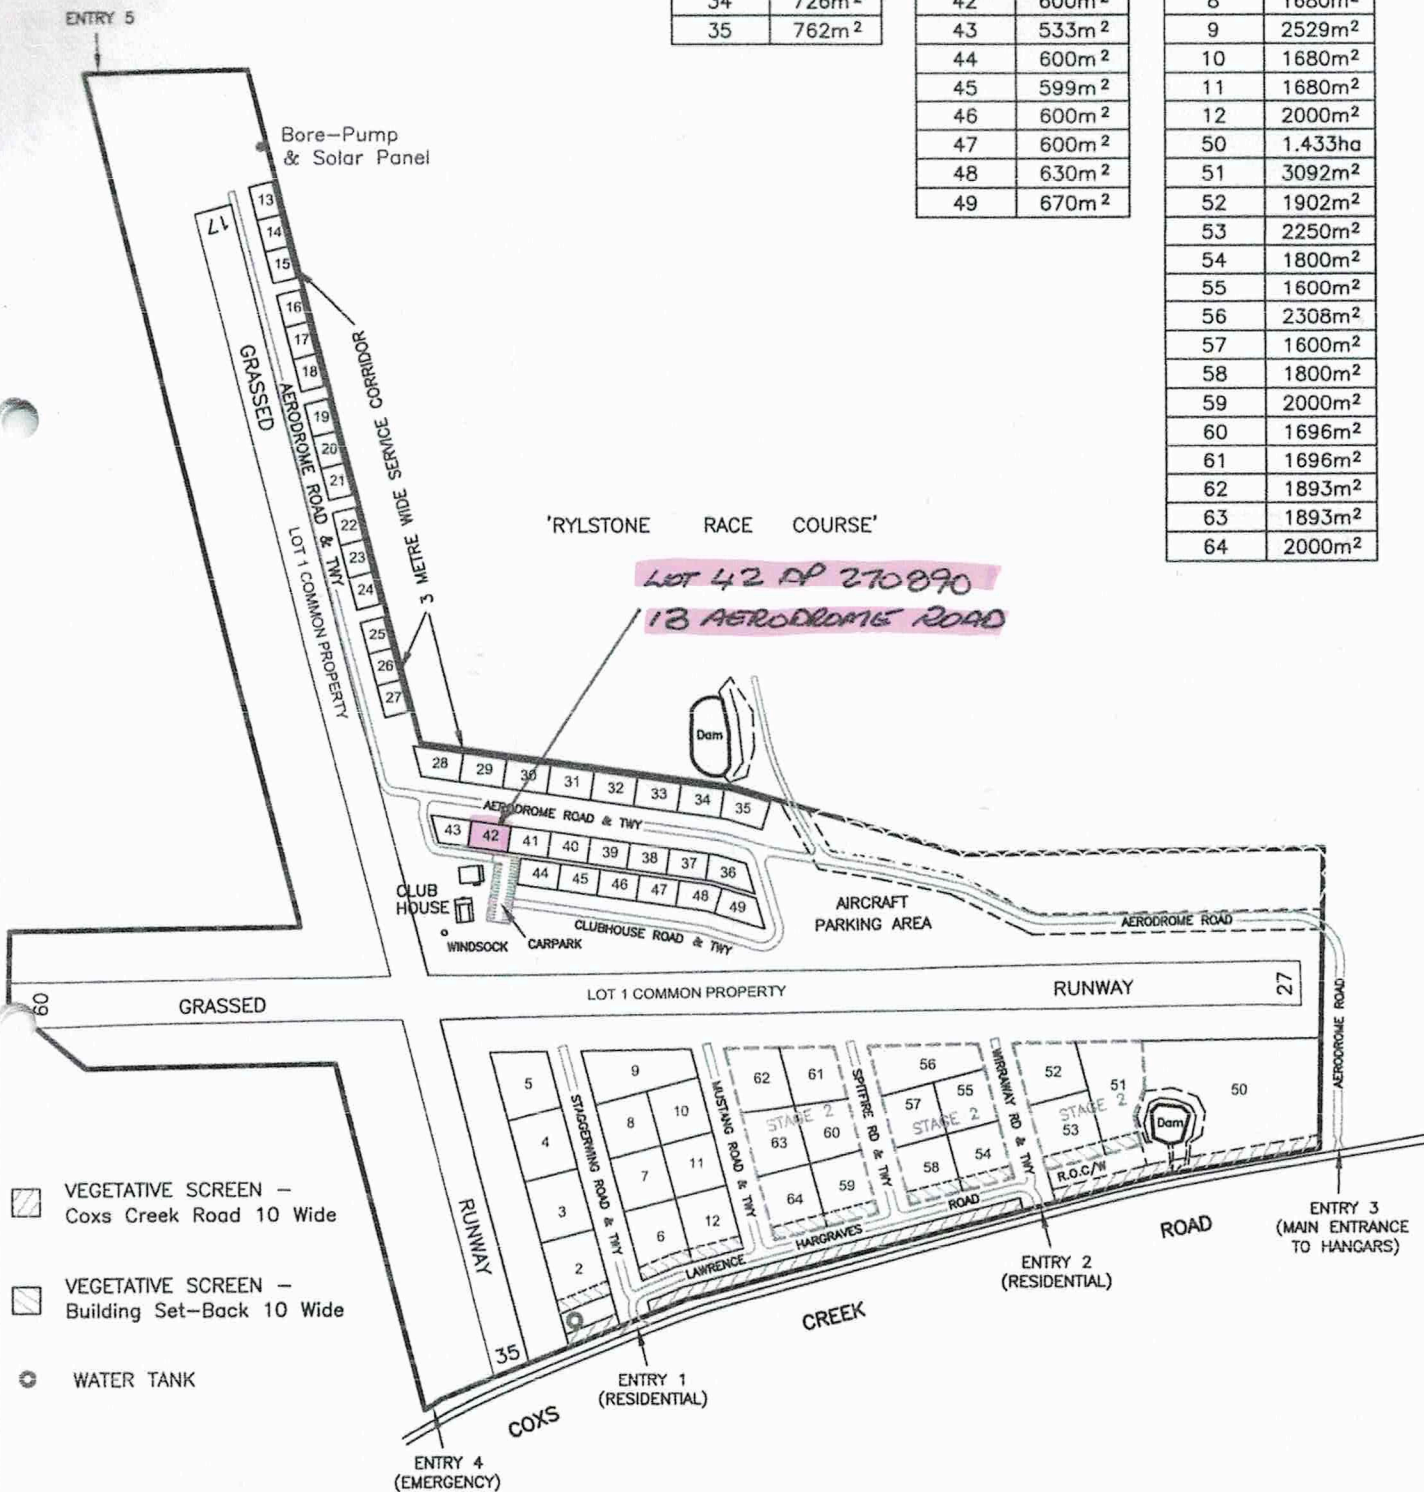 ENTRY 5
34 726m²
35 762m²
42 600m²
43 533m²
44 600m²
45 599m²
46 600m²
47 600m²
48 630m²
49 670m²
8 1680m²
9 2529m²
10 1680m²
11 1680m²
12 2000m²
50 1.433ha
51 3092m²
52 1902m²
53 2250m²
54 1800m²
55 1600m²
56 2308m²
57 1600m²
58 1800m²
59 2000m²
60 1696m²
61 1696m²
62 1893m²
63 1893m²
64 2000m²
Bore-Pump
& Solar Panel
17
13
14
15
16
17
18
19
20
21
22
23
24
25
26
27
GRASSED
AERODROME ROAD & TWY
LOT 1 COMMON PROPERTY
3 METRE WIDE SERVICE CORRIDOR
'RYLSTONE RACE COURSE'
LOT 42 DP 270890
13 AERODROME ROAD
Dam
28
29
30
31
32
33
34
35
AERODROME ROAD & TWY
43
42
41
40
39
38
37
36
44
45
46
47
48
49
CLUB
HOUSE
WINDSOCK
CARPARK
CLUBHOUSE ROAD & TWY
AIRCRAFT
PARKING AREA
AERODROME ROAD
09
GRASSED
LOT 1 COMMON PROPERTY
RUNWAY
27
AERODROME ROAD
5
4
3
2
STAGGERWING ROAD & TWY
9
8
10
7
11
6
12
MUSTANG ROAD & TWY
62
61
STAGE 2
63
60
64
59
SPITFIRE RD & TWY
56
57
55
STAGE 2
58
54
WIRRAWAY RD & TWY
52
51
STAGE 2
53
R.O.C/W
50
Dam
LAWRENCE
HARGRAVES
ROAD
RUNWAY
35
VEGETATIVE SCREEN -
Coxs Creek Road 10 Wide
VEGETATIVE SCREEN -
Building Set-Back 10 Wide
WATER TANK
ENTRY 3
(MAIN ENTRANCE
TO HANGARS)
ENTRY 2
(RESIDENTIAL)
ENTRY 1
(RESIDENTIAL)
ENTRY 4
(EMERGENCY)
COXS
CREEK
ROAD